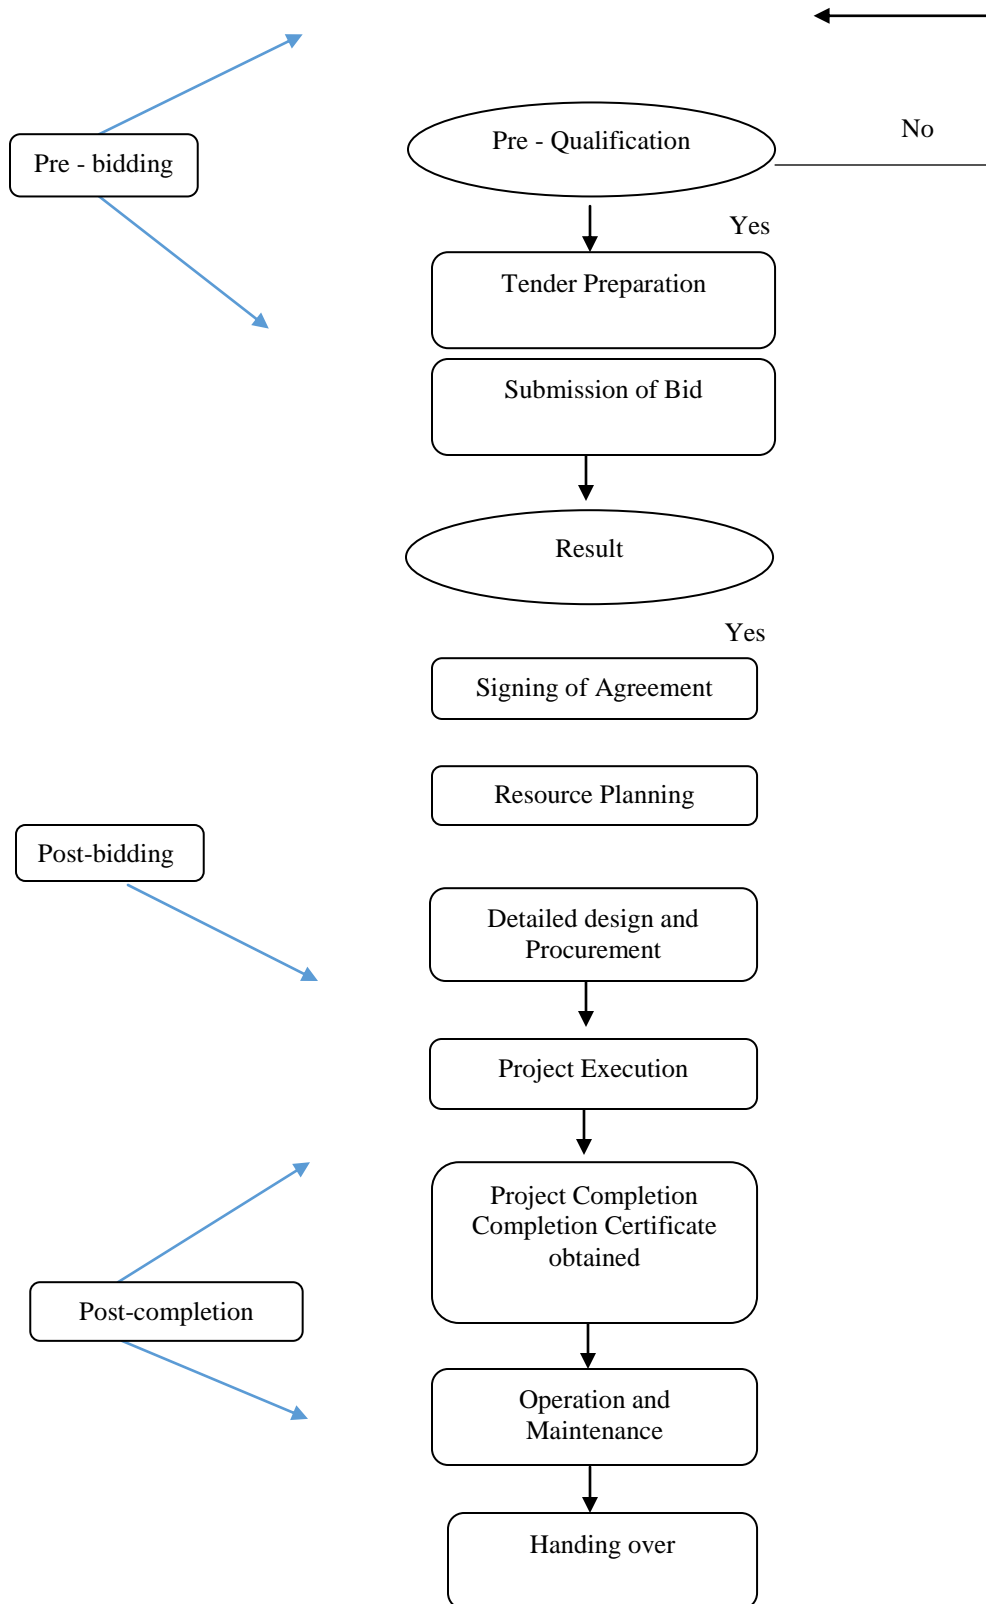 Pre - Qualification
No
Pre - bidding
Yes
Tender Preparation
Submission of Bid
Result
Yes
Signing of Agreement
Resource Planning
Post-bidding
Detailed design and
Procurement
Project Execution
Project Completion
Completion Certificate
obtained
Post-completion
Operation and
Maintenance
Handing over